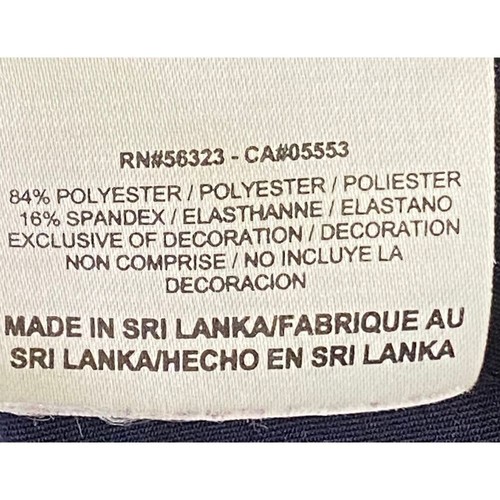 RN#56323 - CA#05553
84% POLYESTER / POLYESTER / POLIESTER
16% SPANDEX / ELASTHANNE / ELASTANO
EXCLUSIVE OF DECORATION / DECORATION
NON COMPRISE / NO INCLUYE LA
DECORACION
MADE IN SRI LANKA/FABRIQUE AU
SRI LANKA/HECHO EN SRI LANKA